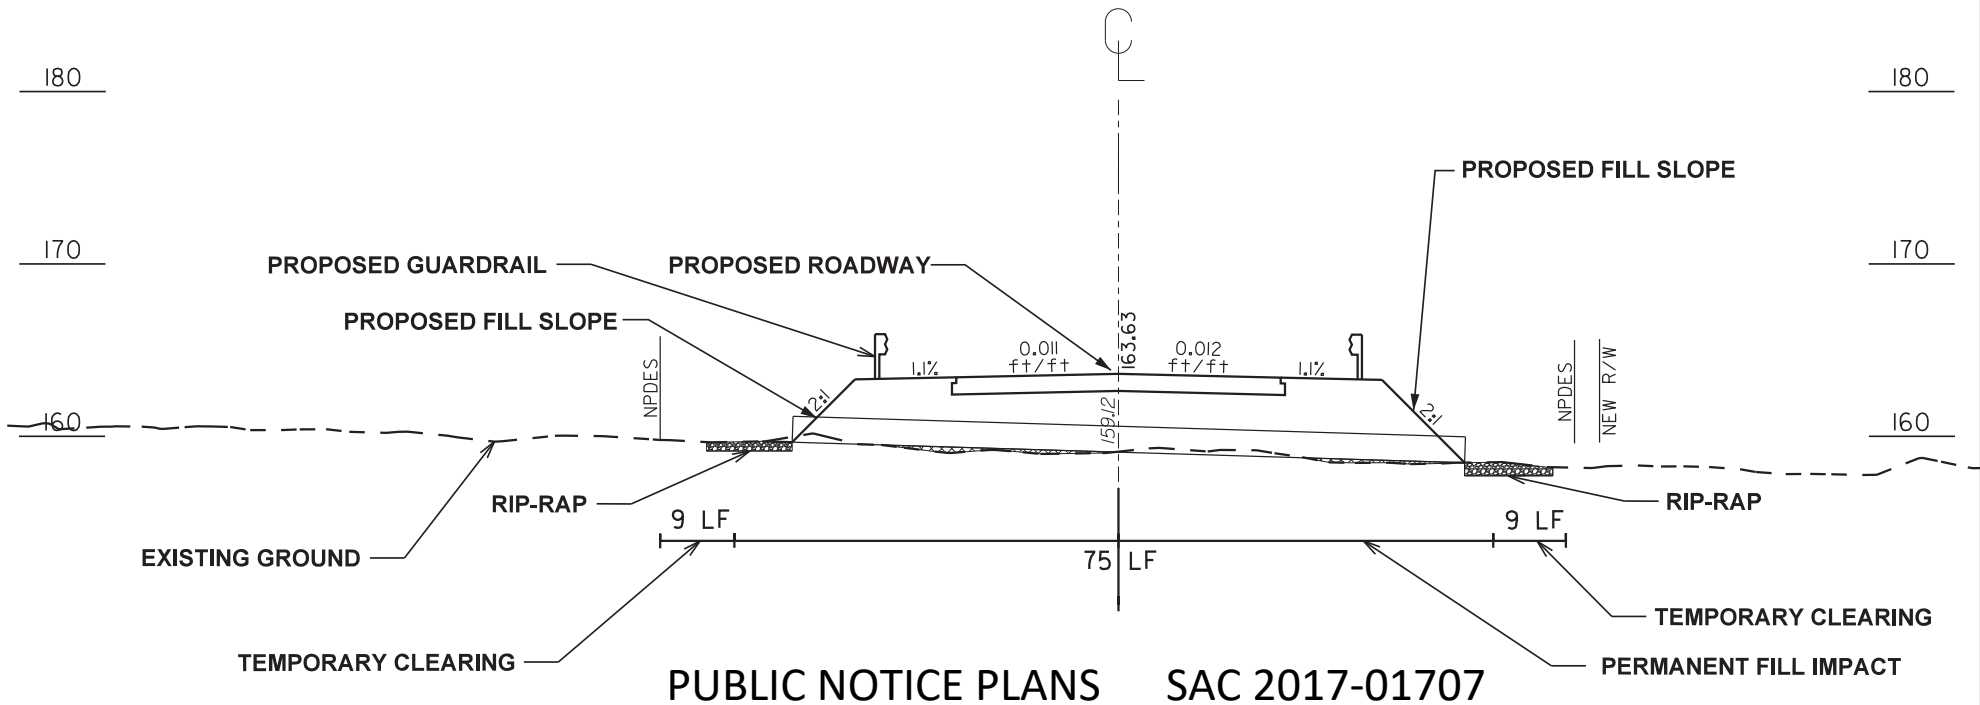 CL
180
180
PROPOSED FILL SLOPE
170
170
PROPOSED GUARDRAIL
PROPOSED ROADWAY
PROPOSED FILL SLOPE
163.63
0.011
ft/ft
0.012
ft/ft
1.1%
1.1%
NPDES
2:1
2:1
NPDES
NEW R/W
160
159.12
160
RIP-RAP
RIP-RAP
9 LF
9 LF
EXISTING GROUND
75 LF
TEMPORARY CLEARING
TEMPORARY CLEARING
PERMANENT FILL IMPACT
PUBLIC NOTICE PLANS SAC 2017-01707